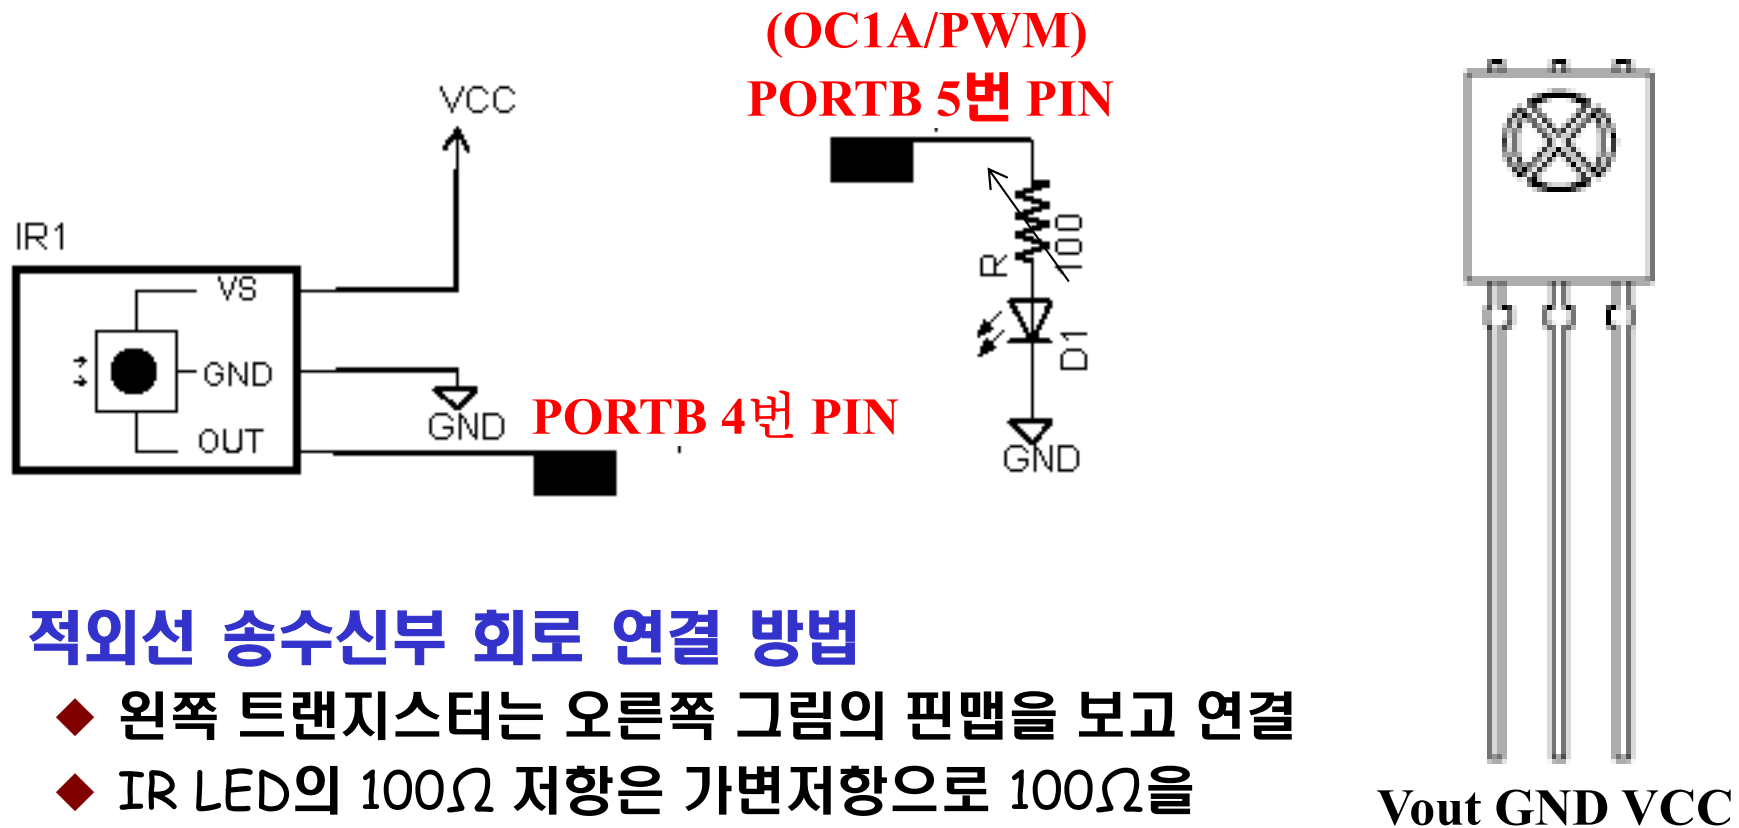 (OC1A/PWM)
PORTB 5번 PIN
VCC
IR1
VS
GND
OUT
GND
PORTB 4번 PIN
R
100
D1
GND
적외선 송수신부 회로 연결 방법
왼쪽 트랜지스터는 오른쪽 그림의 핀맵을 보고 연결
IR LED의 100Ω 저항은 가변저항으로 100Ω을
Vout GND VCC